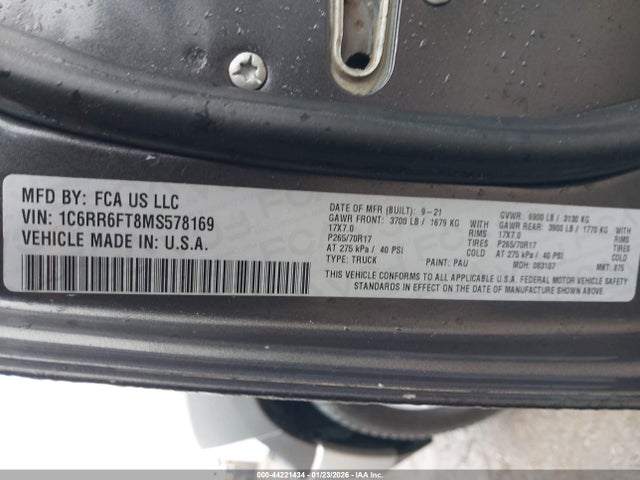 MFD BY: FCA US LLC
VIN: 1C6RR6FT8MS578169
VEHICLE MADE IN: U.S.A.
DATE OF MFR (BUILT): 9-21 GVWR: 6900 LB / 3130 KG
GAWR FRONT: 3700 LB / 1679 KG WITH GAWR REAR: 3900 LB / 1770 KG WITH
17X7.0 RIMS 17X7.0 RIMS
P265/70R17 TIRES P265/70R17 TIRES
AT 275 kPa / 40 PSI COLD AT 275 kPa / 40 PSI COLD
TYPE: TRUCK PAINT: PAU MDH: 083107 MKT: 875
THIS VEHICLE CONFORMS TO ALL APPLICABLE U.S.A. FEDERAL MOTOR VEHICLE SAFETY
STANDARDS IN EFFECT ON THE DATE OF MANUFACTURE SHOWN ABOVE.
000-44221434 - 01/23/2026 - IAAI.COM